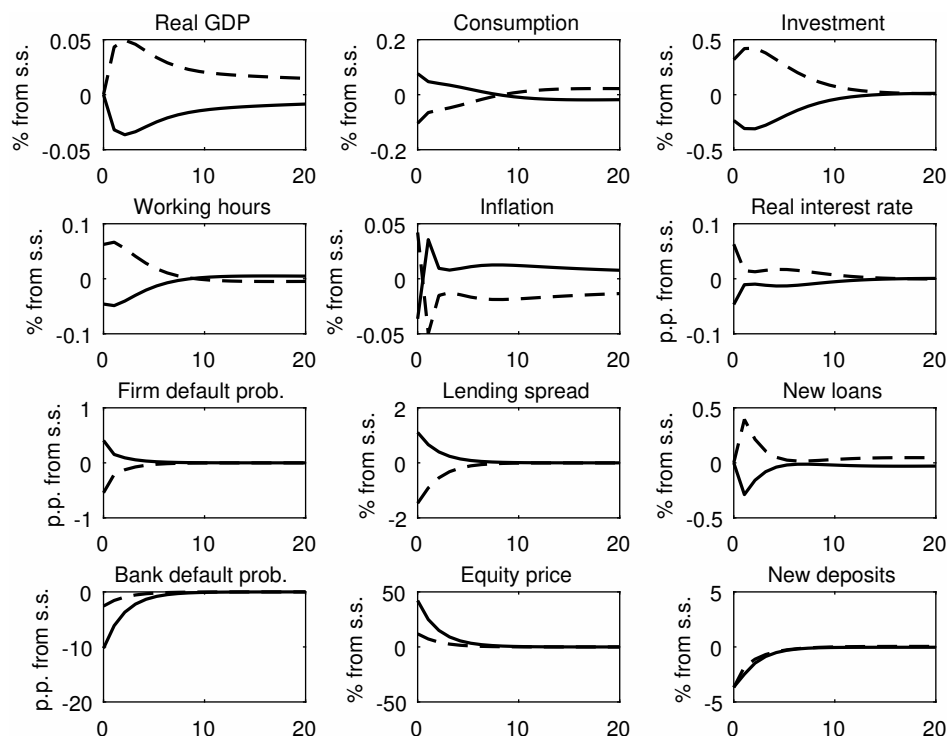 Real GDP
% from s.s.
0.05
0
-0.05
0 10 20
Consumption
% from s.s.
0.2
0
-0.2
0 10 20
Investment
% from s.s.
0.5
0
-0.5
0 10 20
Working hours
% from s.s.
0.1
0
-0.1
0 10 20
Inflation
% from s.s.
0.05
0
-0.05
0 10 20
Real interest rate
p.p. from s.s.
0.1
0
-0.1
0 10 20
Firm default prob.
p.p. from s.s.
1
0
-1
0 10 20
Lending spread
% from s.s.
2
0
-2
0 10 20
New loans
% from s.s.
0.5
0
-0.5
0 10 20
Bank default prob.
p.p. from s.s.
0
-10
-20
0 10 20
Equity price
% from s.s.
50
0
-50
0 10 20
New deposits
% from s.s.
5
0
-5
0 10 20